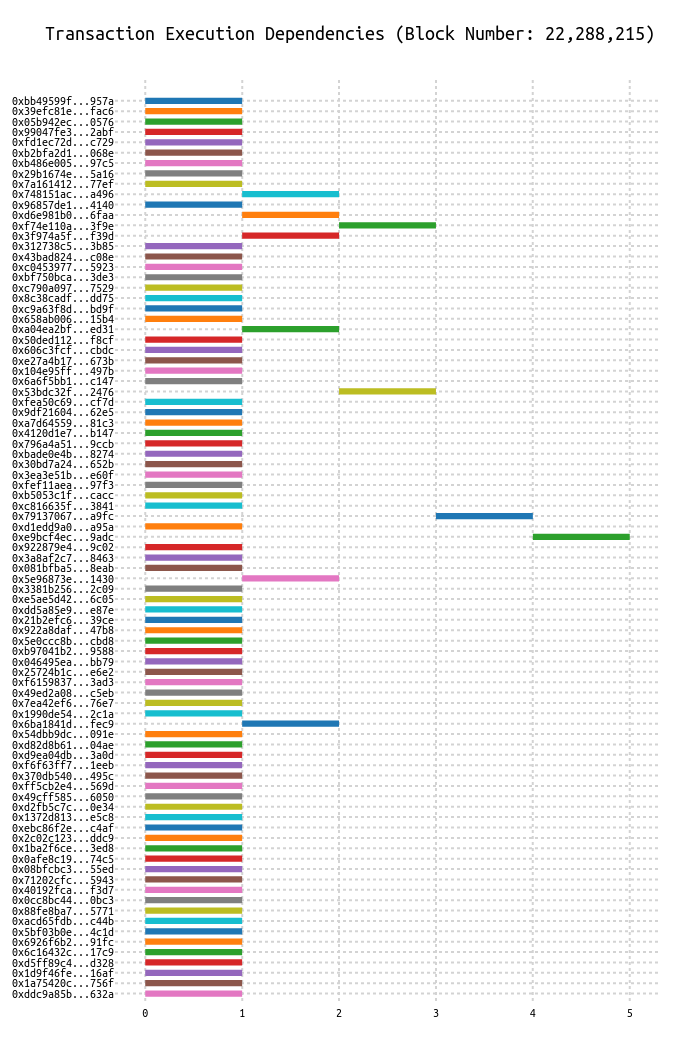 Transaction Execution Dependencies (Block Number: 22,288,215)
0xbb49599f...957a
0x39efc81e...fac6
0x05b942ec...0576
0x99047fe3...2abf
0xfd1ec72d...c729
0xb2bfa2d1...068e
0xb486e005...97c5
0x29b1674e...5a16
0x7a161412...77ef
0x748151ac...a496
0x96857de1...4140
0xd6e981b0...6faa
0xf74e110a...3f9e
0x3f974a5f...f39d
0x312738c5...3b85
0x43bad824...c08e
0xc0453977...5923
0xbf750bca...3de3
0xc790a097...7529
0x8c38cadf...dd75
0xc9a63f8d...bd9f
0x658ab006...15b4
0xa04ea2bf...ed31
0x50ded112...f8cf
0x606c3fcf...cbdc
0xe27a4b17...673b
0x104e95ff...497b
0x6a6f5bb1...c147
0x53bdc32f...2476
0xfea50c69...cf7d
0x9df21604...62e5
0xa7d64559...81c3
0x4120d1e7...b147
0x796a4a51...9ccb
0xbade0e4b...8274
0x30bd7a24...652b
0x3ea3e51b...e60f
0xfef11aea...97f3
0xb5053c1f...cacc
0xc816635f...3841
0x79137067...a9fc
0xd1edd9a0...a95a
0xe9bcf4ec...9adc
0x922879e4...9c02
0x3a8af2c7...8463
0x081bfba5...8eab
0x5e96873e...1430
0x3381b256...2c09
0xe5ae5d42...6c05
0xdd5a85e9...e87e
0x21b2efc6...39ce
0x922a8daf...47b8
0x5e0ccc8b...cbd8
0xb97041b2...9588
0x046495ea...bb79
0x25724b1c...e6e2
0xf6159837...3ad3
0x49ed2a08...c5eb
0x7ea42ef6...76e7
0x1990de54...2c1a
0x6ba1841d...fec9
0x54dbb9dc...091e
0xd82d8b61...04ae
0xd9ea04db...3a0d
0xf6f63ff7...1eeb
0x370db540...495c
0xff5cb2e4...569d
0x49cff585...6050
0xd2fb5c7c...0e34
0x1372d813...e5c8
0xebc86f2e...c4af
0x2c02c123...ddc9
0x1ba2f6ce...3ed8
0x0afe8c19...74c5
0x08bfcbc3...55ed
0x71202cfc...5943
0x40192fca...f3d7
0x0cc8bc44...0bc3
0x88fe8ba7...5771
0xacd65fdb...c44b
0x5bf03b0e...4c1d
0x6926f6b2...91fc
0x6c16432c...17c9
0xd5ff89c4...d328
0x1d9f46fe...16af
0x1a75420c...756f
0xddc9a85b...632a
0 1 2 3 4 5